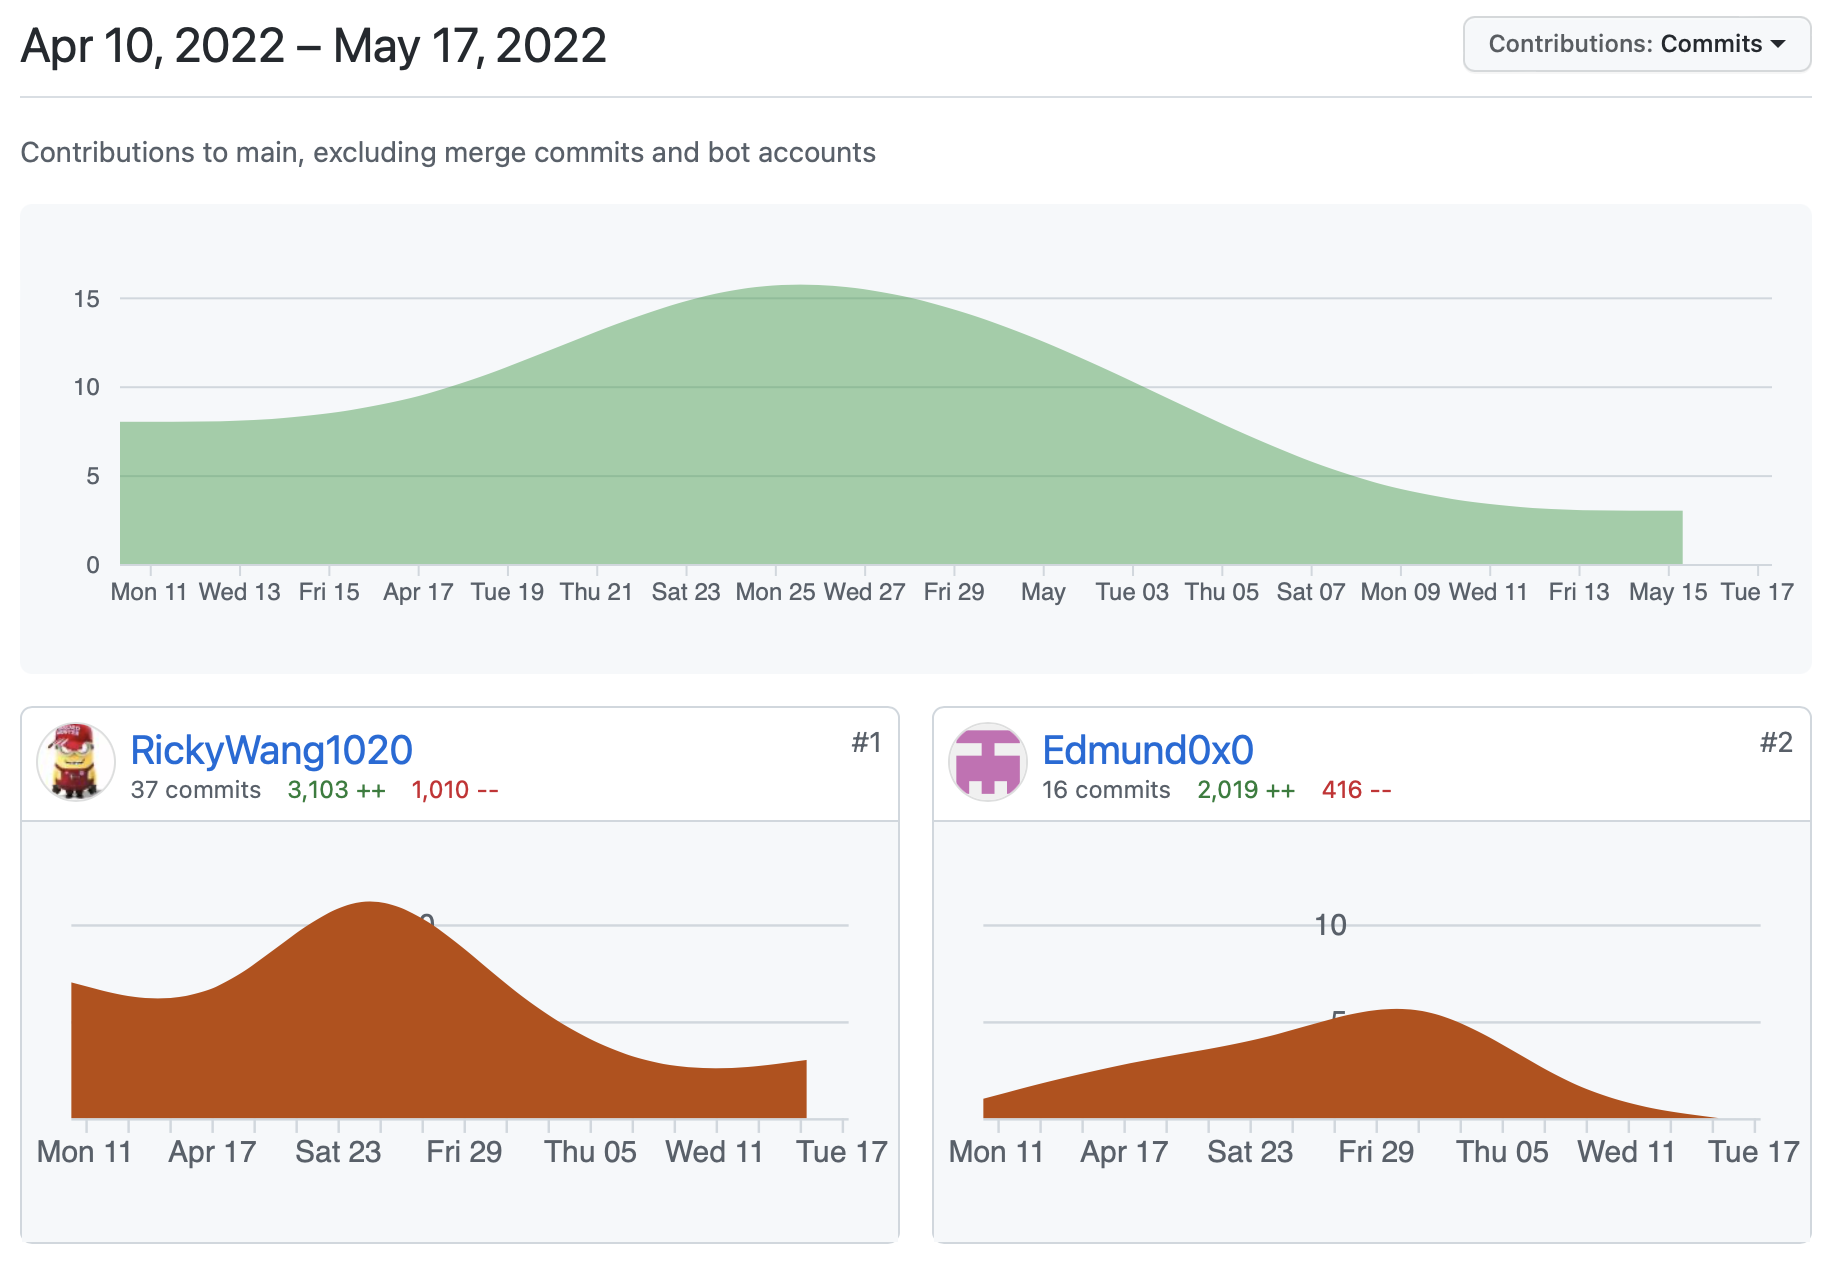 Apr 10, 2022 – May 17, 2022
Contributions: Commits
Contributions to main, excluding merge commits and bot accounts
15
10
5
0
Mon 11 Wed 13 Fri 15 Apr 17 Tue 19 Thu 21 Sat 23 Mon 25 Wed 27 Fri 29 May Tue 03 Thu 05 Sat 07 Mon 09 Wed 11 Fri 13 May 15 Tue 17
RickyWang1020
#1
37 commits 3,103 ++ 1,010 --
Mon 11 Apr 17 Sat 23 Fri 29 Thu 05 Wed 11 Tue 17
Edmund0x0
#2
16 commits 2,019 ++ 416 --
10
Mon 11 Apr 17 Sat 23 Fri 29 Thu 05 Wed 11 Tue 17